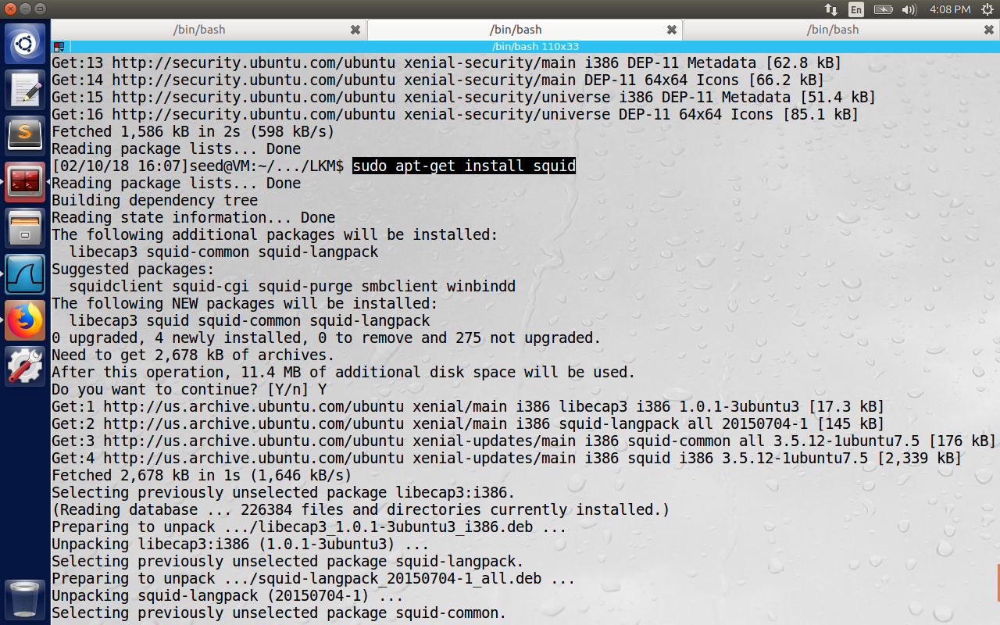 En
4:08 PM
/bin/bash
/bin/bash
/bin/bash
/bin/bash 110x33
Get:13 http://security.ubuntu.com/ubuntu xenial-security/main i386 DEP-11 Metadata [62.8 kB]
Get:14 http://security.ubuntu.com/ubuntu xenial-security/main DEP-11 64x64 Icons [66.2 kB]
Get:15 http://security.ubuntu.com/ubuntu xenial-security/universe i386 DEP-11 Metadata [51.4 kB]
Get:16 http://security.ubuntu.com/ubuntu xenial-security/universe DEP-11 64x64 Icons [85.1 kB]
Fetched 1,586 kB in 2s (598 kB/s)
Reading package lists... Done
[02/10/18 16:07]seed@VM:~/.../LKM$ sudo apt-get install squid
Reading package lists... Done
Building dependency tree
Reading state information... Done
The following additional packages will be installed:
  libecap3 squid-common squid-langpack
Suggested packages:
  squidclient squid-cgi squid-purge smbclient winbindd
The following NEW packages will be installed:
  libecap3 squid squid-common squid-langpack
0 upgraded, 4 newly installed, 0 to remove and 275 not upgraded.
Need to get 2,678 kB of archives.
After this operation, 11.4 MB of additional disk space will be used.
Do you want to continue? [Y/n] Y
Get:1 http://us.archive.ubuntu.com/ubuntu xenial/main i386 libecap3 i386 1.0.1-3ubuntu3 [17.3 kB]
Get:2 http://us.archive.ubuntu.com/ubuntu xenial/main i386 squid-langpack all 20150704-1 [145 kB]
Get:3 http://us.archive.ubuntu.com/ubuntu xenial-updates/main i386 squid-common all 3.5.12-1ubuntu7.5 [176 kB]
Get:4 http://us.archive.ubuntu.com/ubuntu xenial-updates/main i386 squid i386 3.5.12-1ubuntu7.5 [2,339 kB]
Fetched 2,678 kB in 1s (1,646 kB/s)
Selecting previously unselected package libecap3:i386.
(Reading database ... 226384 files and directories currently installed.)
Preparing to unpack .../libecap3_1.0.1-3ubuntu3_i386.deb ...
Unpacking libecap3:i386 (1.0.1-3ubuntu3) ...
Selecting previously unselected package squid-langpack.
Preparing to unpack .../squid-langpack_20150704-1_all.deb ...
Unpacking squid-langpack (20150704-1) ...
Selecting previously unselected package squid-common.